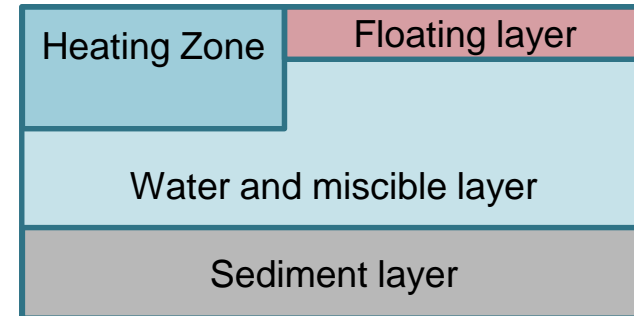 Heating Zone
Floating layer
Water and miscible layer
Sediment layer